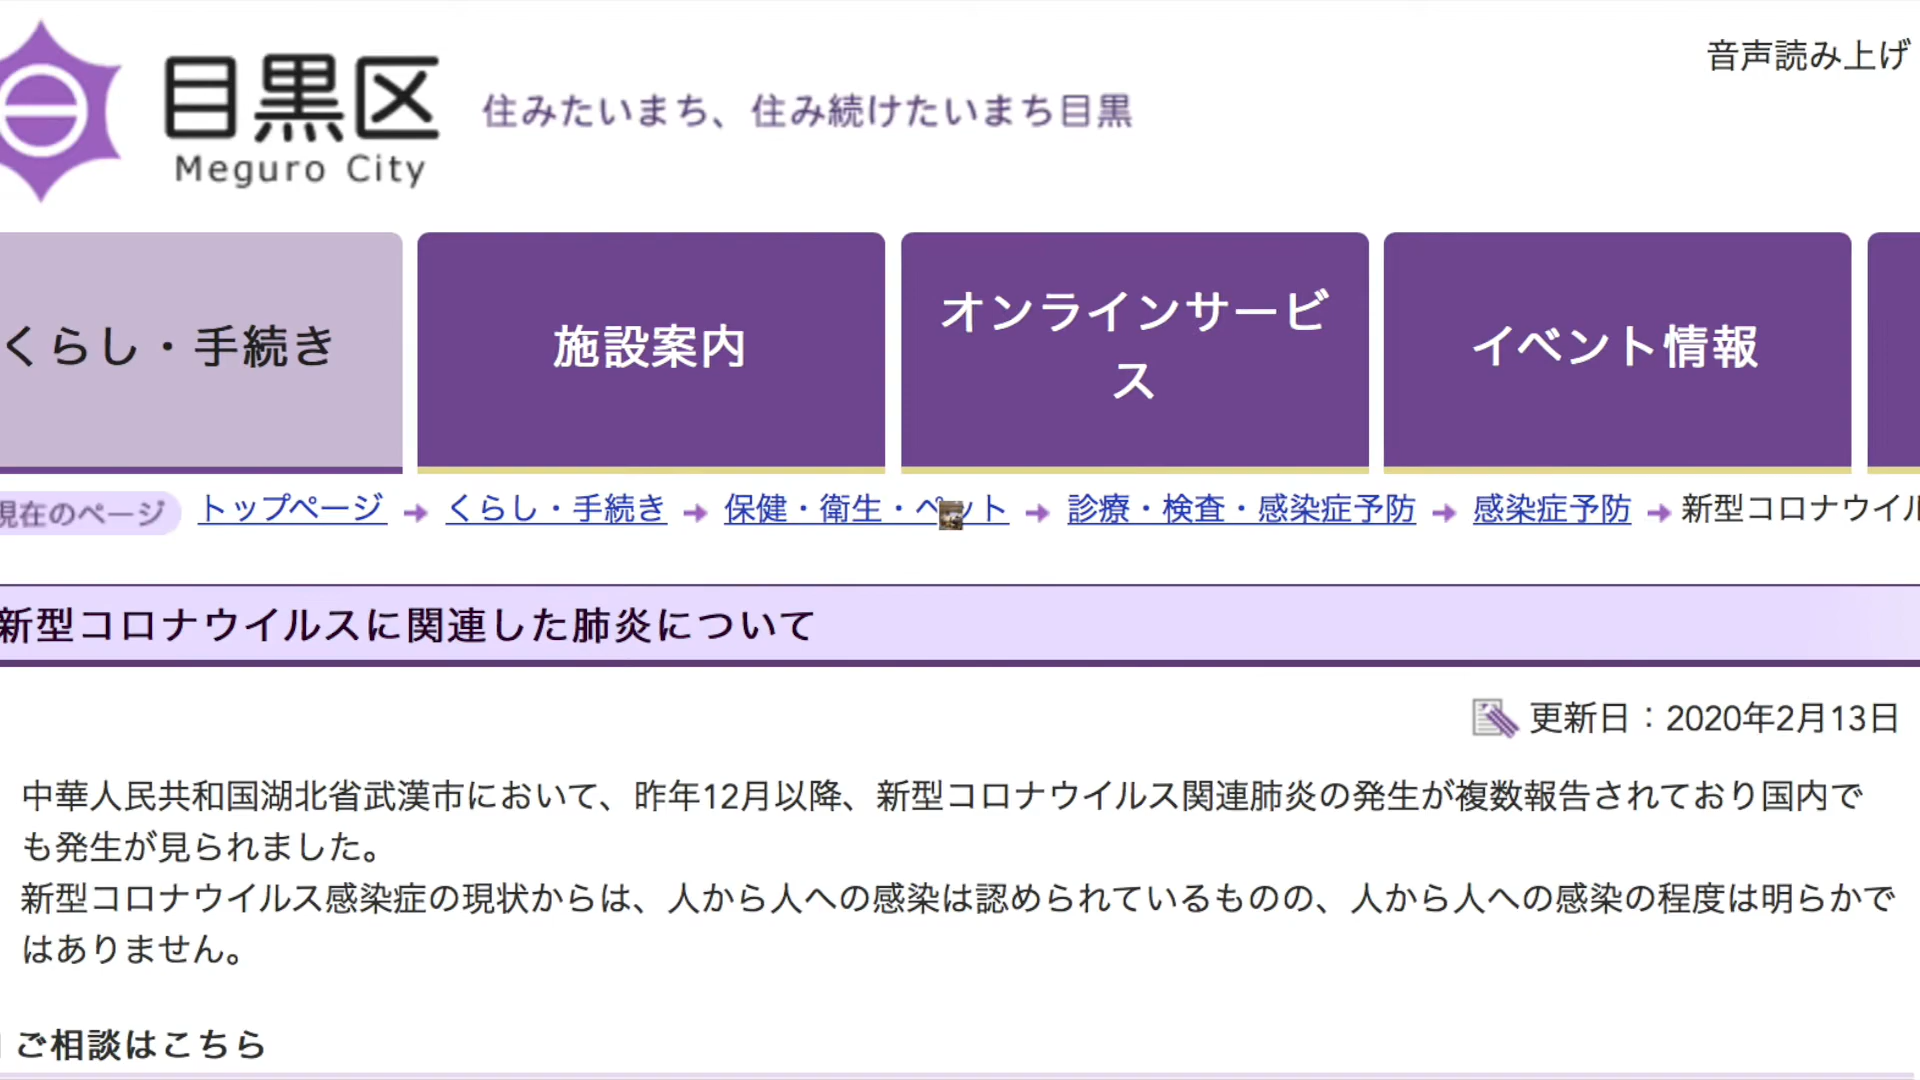 目黒区
Meguro City
住みたいまち、住み続けたいまち目黒
音声読み上げ
くらし・手続き
施設案内
オンラインサービ
ス
イベント情報
現在のページ トップページ → くらし・手続き → 保健・衛生・ペット → 診療・検査・感染症予防 → 感染症予防 → 新型コロナウイル
新型コロナウイルスに関連した肺炎について
更新日：2020年2月13日
中華人民共和国湖北省武漢市において、昨年12月以降、新型コロナウイルス関連肺炎の発生が複数報告されており国内で
も発生が見られました。
新型コロナウイルス感染症の現状からは、人から人への感染は認められているものの、人から人への感染の程度は明らかで
はありません。
ご相談はこちら